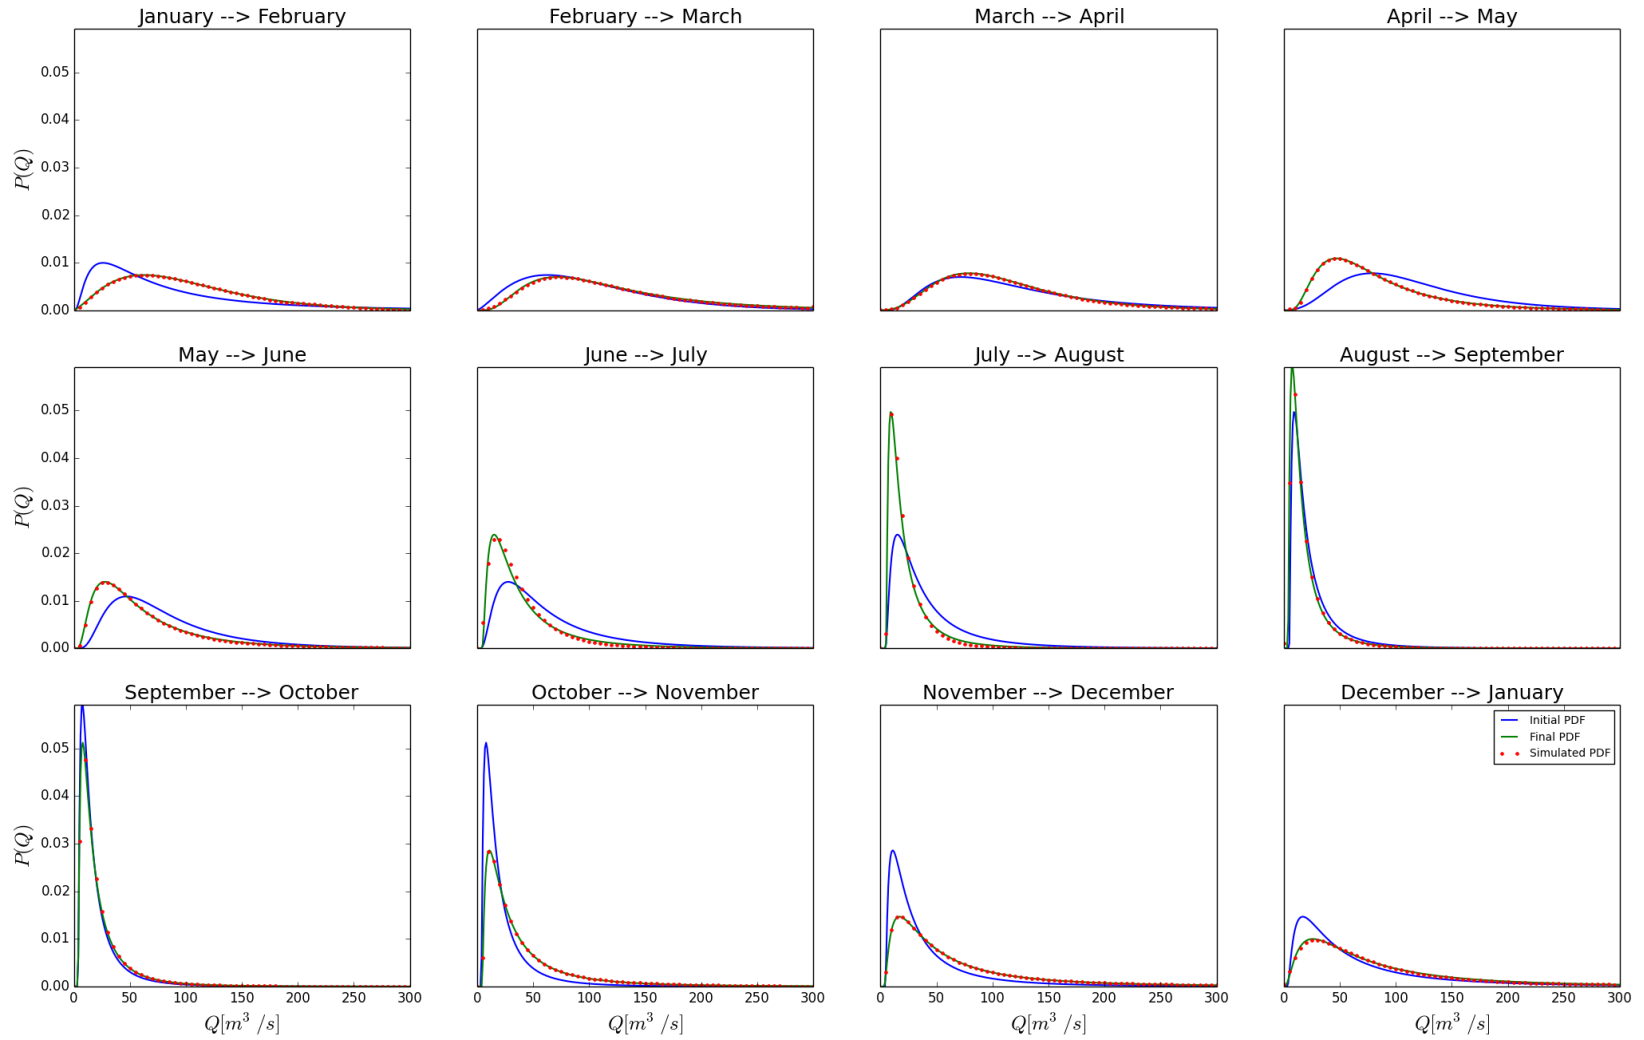 January --> February
February --> March
March --> April
April --> May
P(Q)
0.05
0.04
0.03
0.02
0.01
0.00
May --> June
June --> July
July --> August
August --> September
P(Q)
0.05
0.04
0.03
0.02
0.01
0.00
September --> October
October --> November
November --> December
December --> January
P(Q)
0.05
0.04
0.03
0.02
0.01
0.00
Initial PDF
Final PDF
Simulated PDF
0 50 100 150 200 250 300
0 50 100 150 200 250 300
0 50 100 150 200 250 300
0 50 100 150 200 250 300
Q[m³ /s]
Q[m³ /s]
Q[m³ /s]
Q[m³ /s]